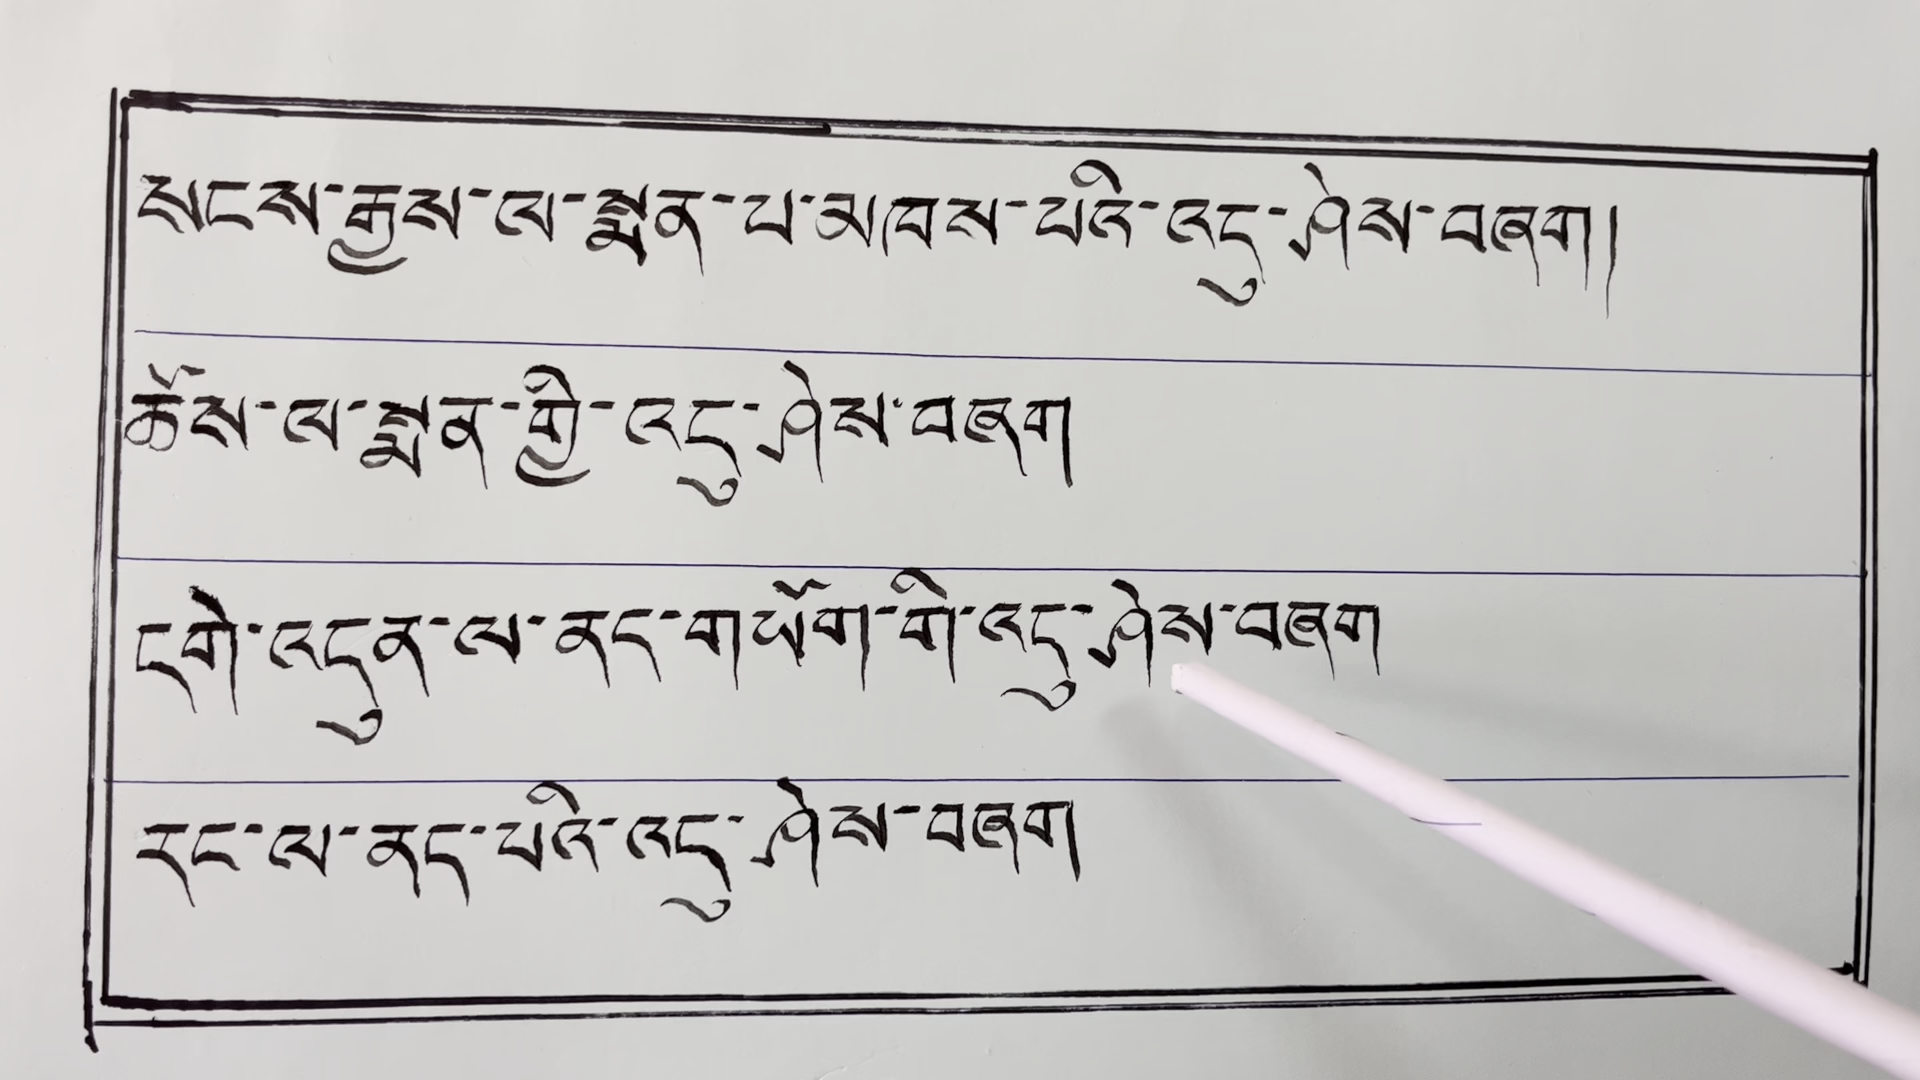 སངས་རྒྱས་ལ་སྨན་པ་མཁས་པའི་འདུ་ཤེས་བཞག།
ཆོས་ལ་སྨན་གྱི་འདུ་ཤེས་བཞག
དགེ་འདུན་ལ་ནད་གཡོག་གི་འདུ་ཤེས་བཞག
རང་ལ་ནད་པའི་འདུ་ཤེས་བཞག